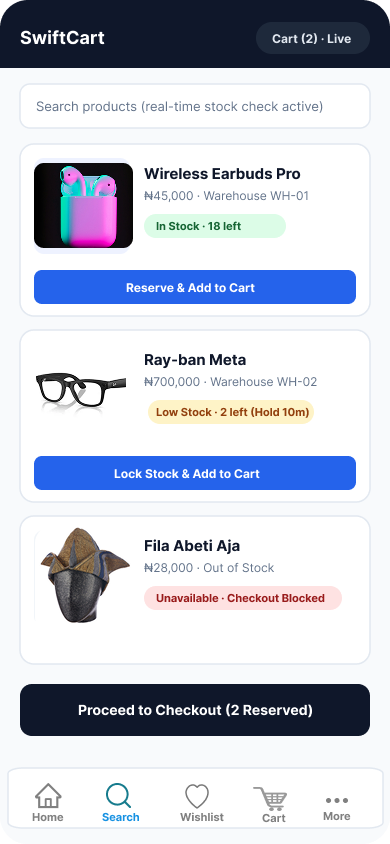 SwiftCart
Cart (2) · Live
Search products (real-time stock check active)
Wireless Earbuds Pro
₦45,000 · Warehouse WH-01
In Stock · 18 left
Reserve & Add to Cart
Ray-ban Meta
₦700,000 · Warehouse WH-02
Low Stock · 2 left (Hold 10m)
Lock Stock & Add to Cart
Fila Abeti Aja
₦28,000 · Out of Stock
Unavailable · Checkout Blocked
Proceed to Checkout (2 Reserved)
Home Search Wishlist Cart More